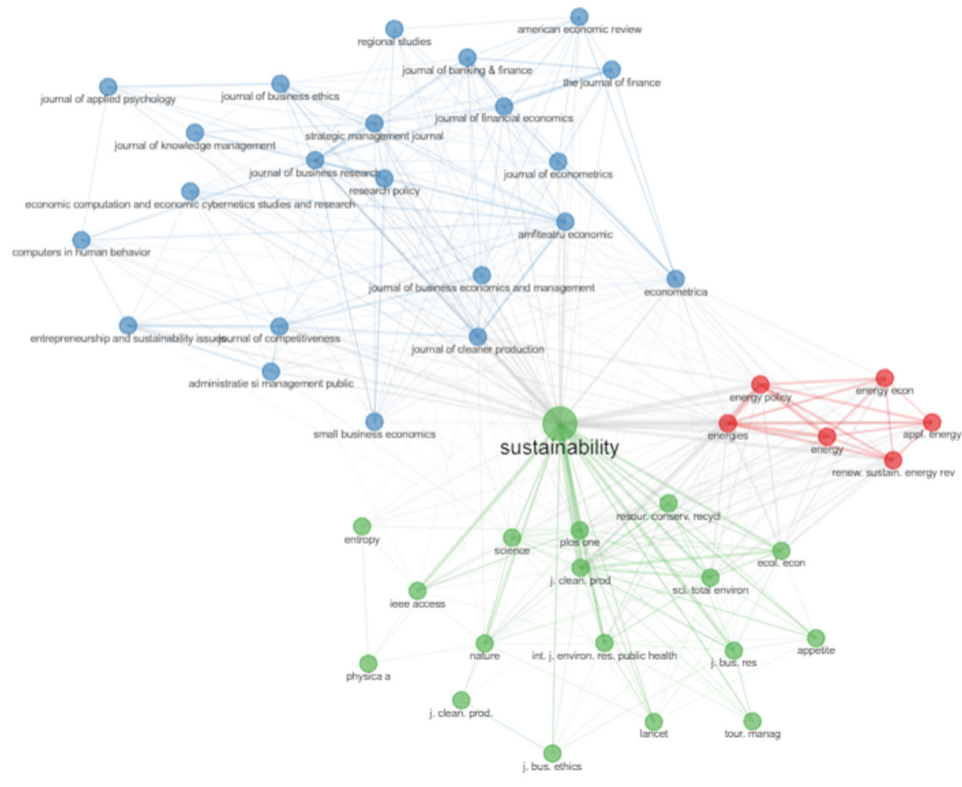 american economic review
regional studies
journal of banking & finance
the journal of finance
journal of applied psychology
journal of business ethics
journal of financial economics
strategic management journal
journal of knowledge management
journal of business research
journal of econometrics
research policy
economic computation and economic cybernetics studies and research
amfiteatru economic
computers in human behavior
journal of business economics and management
econometrica
entrepreneurship and sustainability issues
journal of competitiveness
journal of cleaner production
administratie si management public
energy policy
energy econ
small business economics
energies
appl. energy
sustainability
energy
renew. sustain. energy rev
resour. conserv. recycl
entropy
plos one
science
ecol. econ
j. clean. prod
sci. total environ
ieee access
appetite
nature
int. j. environ. res. public health
j. bus. res
physica a
j. clean. prod.
lancet
tour. manag
j. bus. ethics